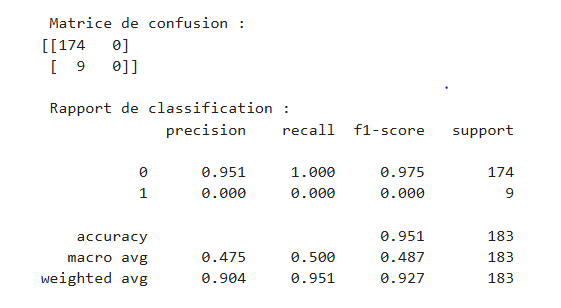 Matrice de confusion :
[[174   0]
 [  9   0]]
Rapport de classification :
              precision    recall  f1-score   support
           0      0.951     1.000     0.975       174
           1      0.000     0.000     0.000         9
    accuracy                          0.951       183
   macro avg      0.475     0.500     0.487       183
weighted avg      0.904     0.951     0.927       183